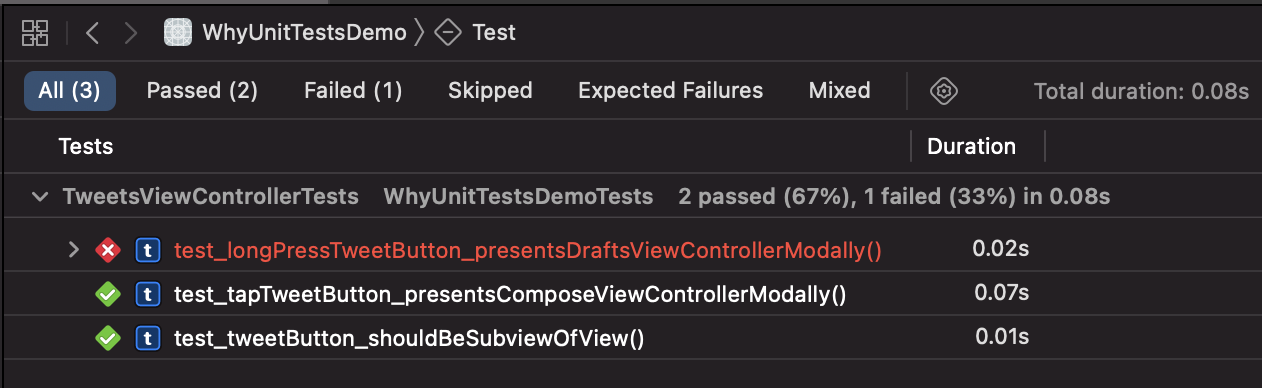 WhyUnitTestsDemo Test
All (3) Passed (2) Failed (1) Skipped Expected Failures Mixed Total duration: 0.08s
Tests Duration
TweetsViewControllerTests WhyUnitTestsDemoTests 2 passed (67%), 1 failed (33%) in 0.08s
t test_longPressTweetButton_presentsDraftsViewControllerModally() 0.02s
t test_tapTweetButton_presentsComposeViewControllerModally() 0.07s
t test_tweetButton_shouldBeSubviewOfView() 0.01s